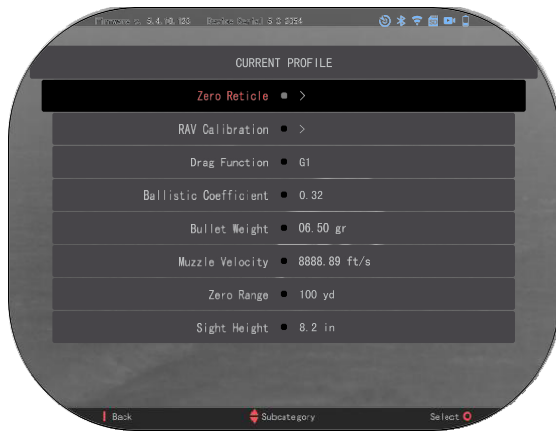 CURRENT PROFILE
Zero Reticle >
RAV Calibration >
Drag Function G1
Ballistic Coefficient 0.32
Bullet Weight 06.50 gr
Muzzle Velocity 8888.89 ft/s
Zero Range 100 yd
Sight Height 8.2 in
Back Subcategory Select